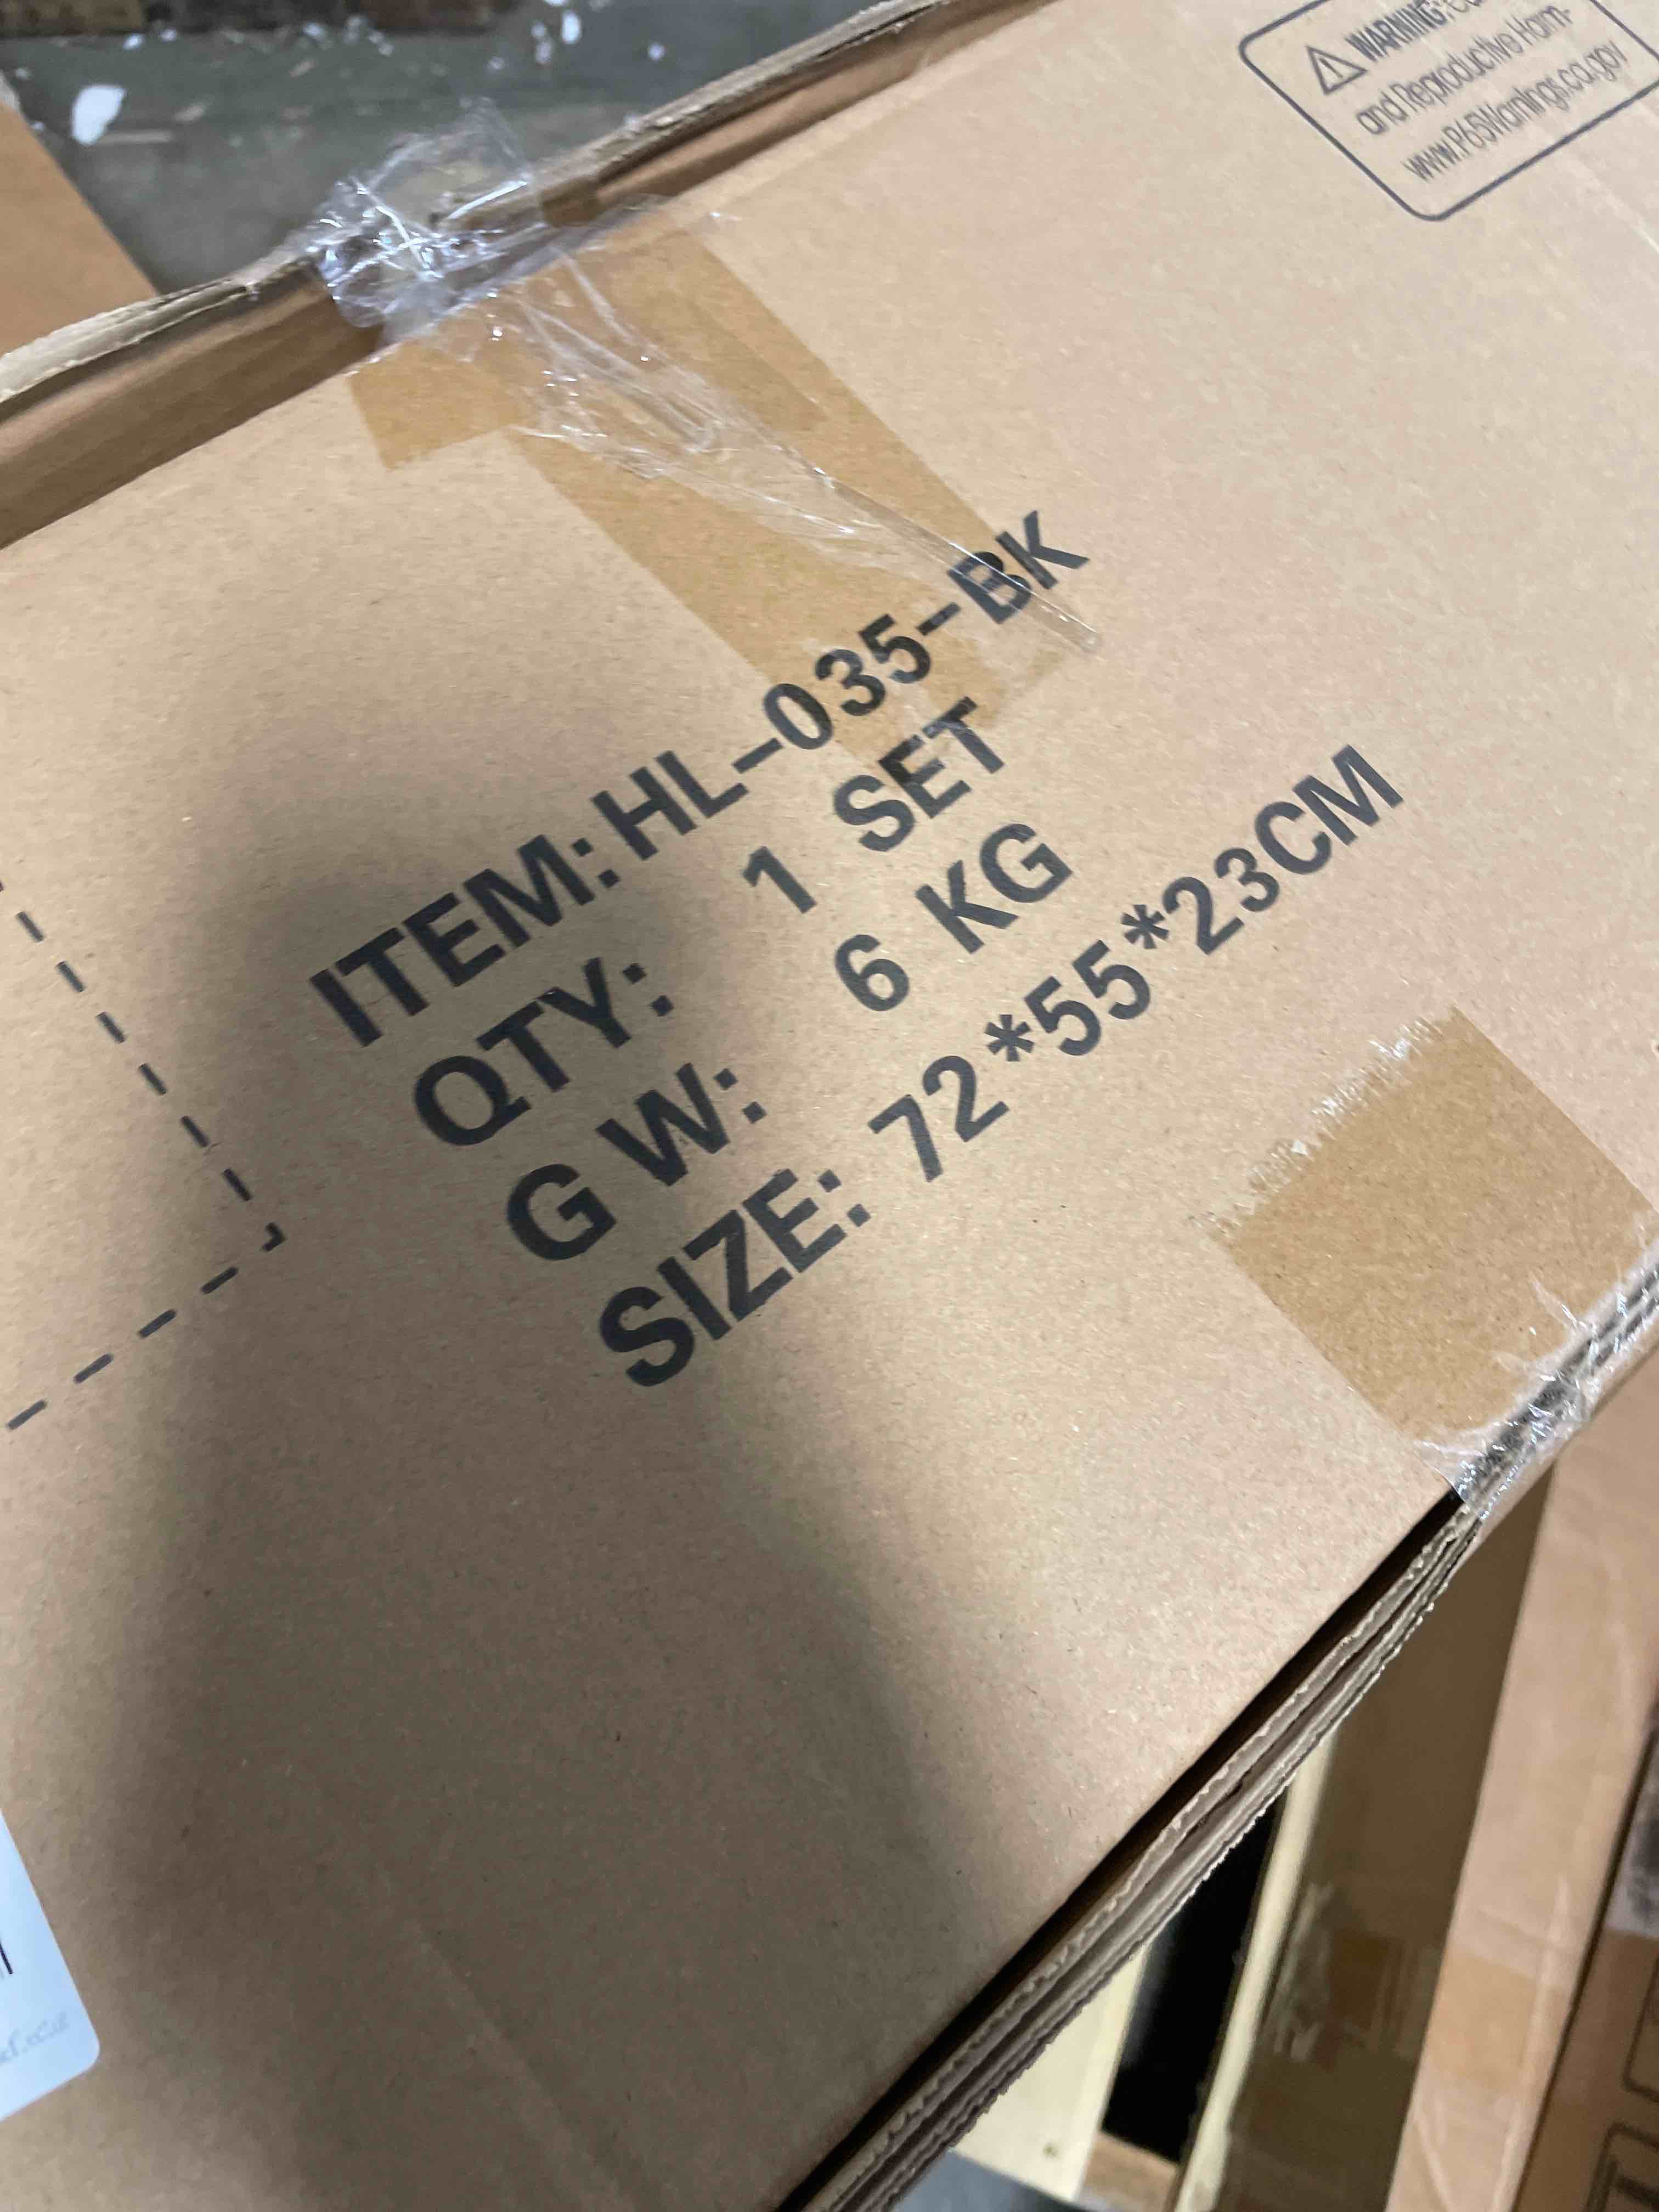 ⚠ WARNING:
and Reproductive Harm-
www.P65Warnings.ca.gov
ITEM: HL-035-BK
QTY: 1 SET
G W: 6 KG
SIZE: 72*55*23CM